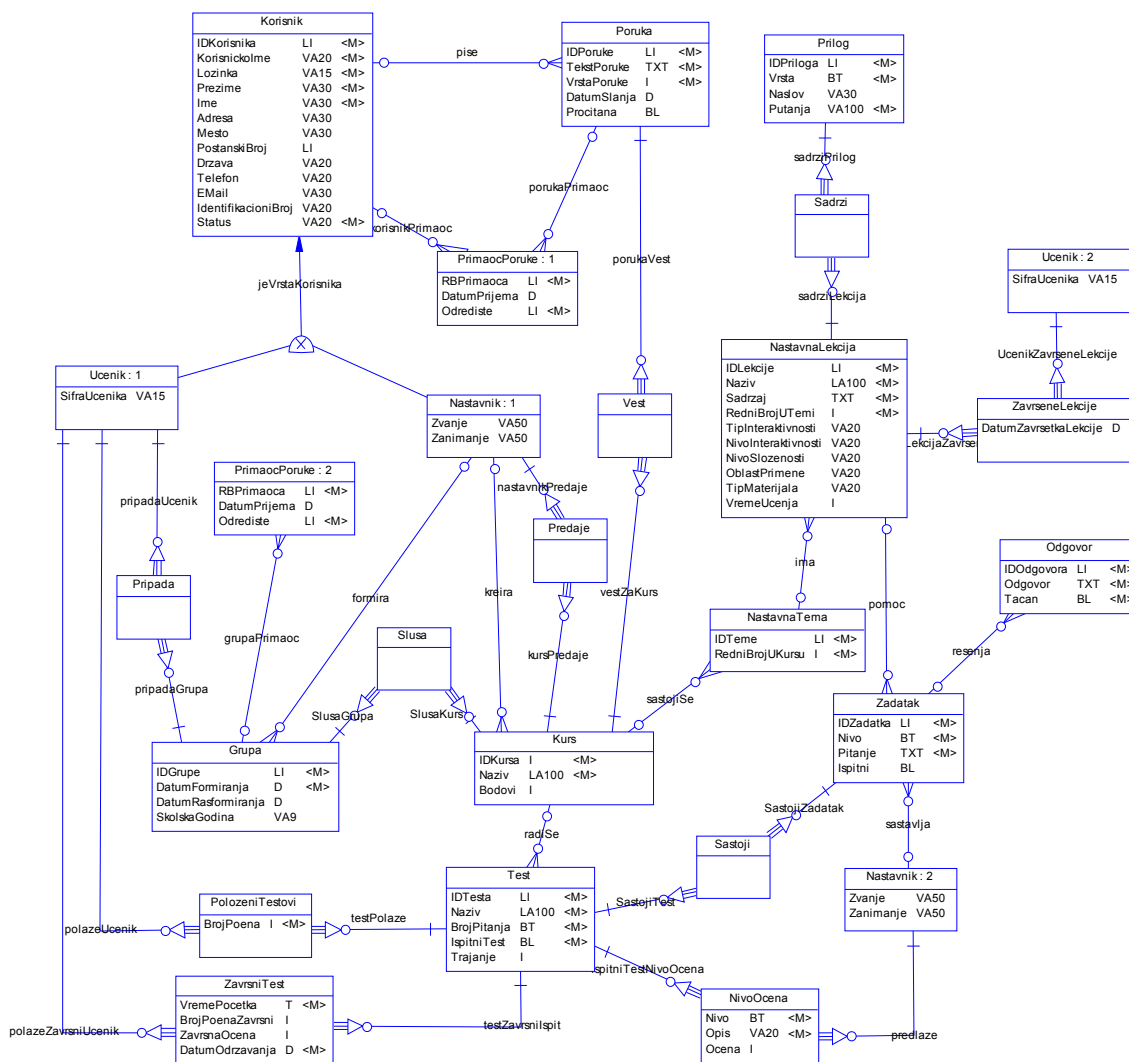 Korisnik
IDKorisnika LI <M>
KorisnickoIme VA20 <M>
Lozinka VA15 <M>
Prezime VA30 <M>
Ime VA30 <M>
Adresa VA30
Mesto VA30
PostanskiBroj LI
Drzava VA20
Telefon VA20
EMail VA30
IdentifikacioniBroj VA20
Status VA20 <M>
pise
Poruka
IDPoruke LI <M>
TekstPoruke TXT <M>
VrstaPoruke I <M>
DatumSlanja D
Procitana BL
Prilog
IDPriloga LI <M>
Vrsta BT <M>
Naslov VA30
Putanja VA100 <M>
sadrziPrilog
porukaPrimaoc
Sadrzi
korisnikPrimaoc
PrimaocPoruke : 1
RBPrimaoca LI <M>
DatumPrijema D
Odrediste LI <M>
porukaVest
jeVrstaKorisnika
sadrziLekcija
Ucenik : 2
SifraUcenika VA15
UcenikZavrseneLekcije
NastavnaLekcija
IDLekcije LI <M>
Naziv LA100 <M>
Sadrzaj TXT <M>
RedniBrojUTemi I <M>
TipInteraktivnosti VA20
NivoInteraktivnosti VA20
NivoSlozenosti VA20
OblastPrimene VA20
TipMaterijala VA20
VremeUcenja I
ZavrseneLekcije
DatumZavrsetkaLekcije D
LekcijaZavrsen
Ucenik : 1
SifraUcenika VA15
Nastavnik : 1
Zvanje VA50
Zanimanje VA50
Vest
PrimaocPoruke : 2
RBPrimaoca LI <M>
DatumPrijema D
Odrediste LI <M>
nastavnikPredaje
pripadaUcenik
Predaje
Pripada
formira
kreira
vestZaKurs
ima
pomoc
Odgovor
IDOdgovora LI <M>
Odgovor TXT <M>
Tacan BL <M>
grupaPrimaoc
Slusa
kursPredaje
NastavnaTema
IDTeme LI <M>
RedniBrojUKursu I <M>
resenja
pripadaGrupa
SlusaGrupa
SlusaKurs
sastojiSe
Zadatak
IDZadatka LI <M>
Nivo BT <M>
Pitanje TXT <M>
Ispitni BL
Grupa
IDGrupe LI <M>
DatumFormiranja D <M>
DatumRasformiranja D
SkolskaGodina VA9
Kurs
IDKursa I <M>
Naziv LA100 <M>
Bodovi I
SastojiZadatak
sastavlja
radiSe
Sastoji
Test
IDTesta LI <M>
Naziv LA100 <M>
BrojPitanja BT <M>
IspitniTest BL <M>
Trajanje I
SastojiTest
Nastavnik : 2
Zvanje VA50
Zanimanje VA50
PolozeniTestovi
BrojPoena I <M>
testPolaze
polazeUcenik
IspitniTestNivoOcena
ZavrsniTest
VremePocetka T <M>
BrojPoenaZavrsni I
ZavrsnaOcena I
DatumOdrzavanja D <M>
polazeZavrsniUcenik
testZavrsniIspit
NivoOcena
Nivo BT <M>
Opis VA20 <M>
Ocena I
predlaze